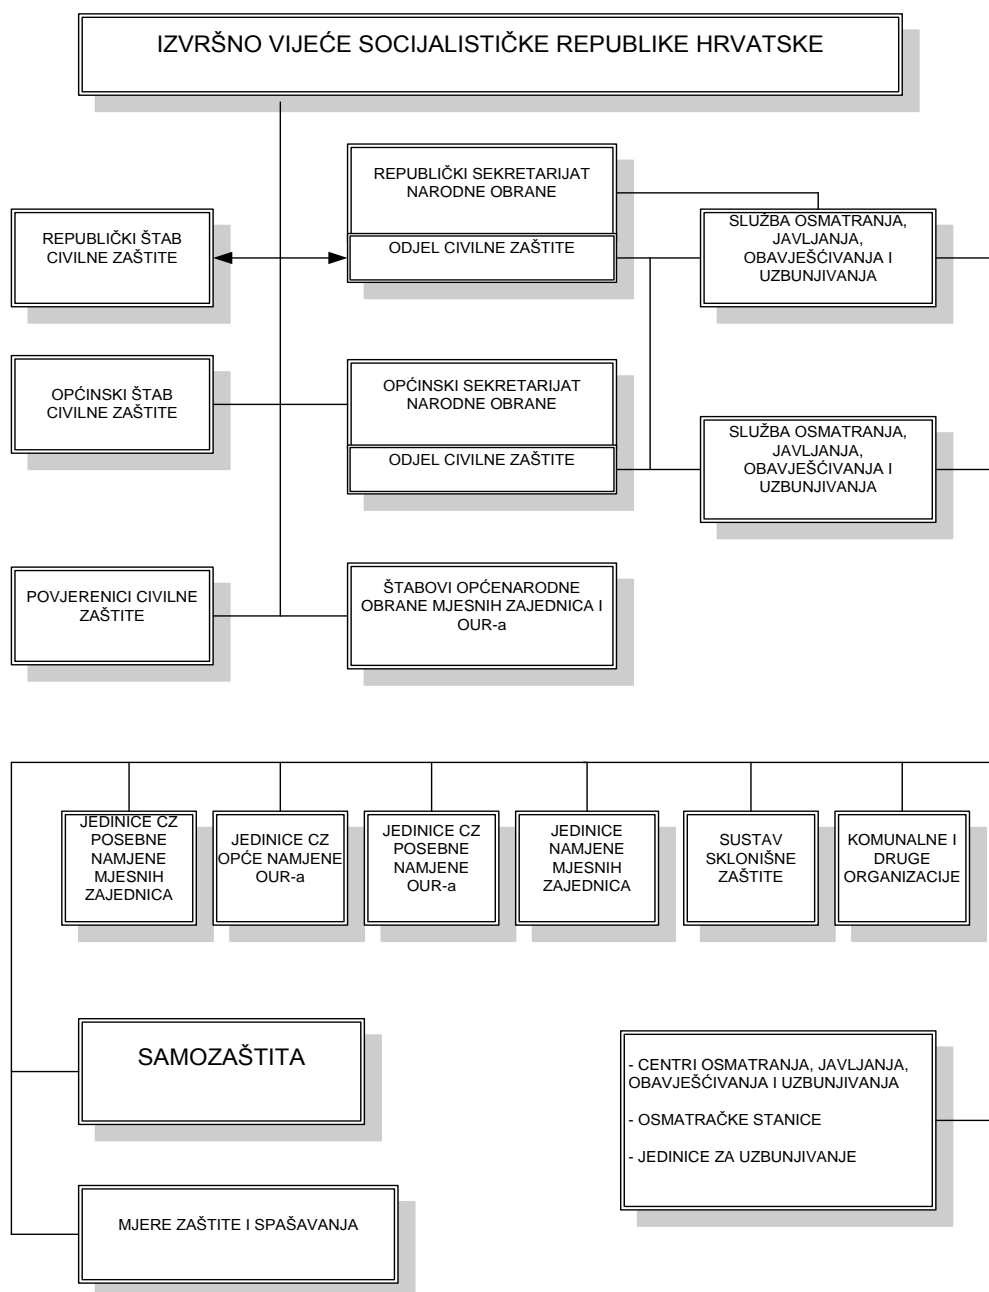 IZVRŠNO VIJEĆE SOCIJALISTIČKE REPUBLIKE HRVATSKE
REPUBLIČKI SEKRETARIJAT
NARODNE OBRANE
ODJEL CIVILNE ZAŠTITE
REPUBLIČKI ŠTAB
CIVILNE ZAŠTITE
SLUŽBA OSMATRANJA,
JAVLJANJA,
OBAVJEŠĆIVANJA I
UZBUNJIVANJA
OPĆINSKI ŠTAB
CIVILNE ZAŠTITE
OPĆINSKI SEKRETARIJAT
NARODNE OBRANE
ODJEL CIVILNE ZAŠTITE
SLUŽBA OSMATRANJA,
JAVLJANJA,
OBAVJEŠĆIVANJA I
UZBUNJIVANJA
POVJERENICI CIVILNE
ZAŠTITE
ŠTABOVI OPĆENARODNE
OBRANE MJESNIH ZAJEDNICA I
OUR-a
JEDINICE CZ
POSEBNE
NAMJENE
MJESNIH
ZAJEDNICA
JEDINICE CZ
OPĆE NAMJENE
OUR-a
JEDINICE CZ
POSEBNE
NAMJENE
OUR-a
JEDINICE
NAMJENE
MJESNIH
ZAJEDNICA
SUSTAV
SKLONIŠNE
ZAŠTITE
KOMUNALNE I
DRUGE
ORGANIZACIJE
SAMOZAŠTITA
- CENTRI OSMATRANJA, JAVLJANJA,
OBAVJEŠĆIVANJA I UZBUNJIVANJA
- OSMATRAČKE STANICE
- JEDINICE ZA UZBUNJIVANJE
MJERE ZAŠTITE I SPAŠAVANJA